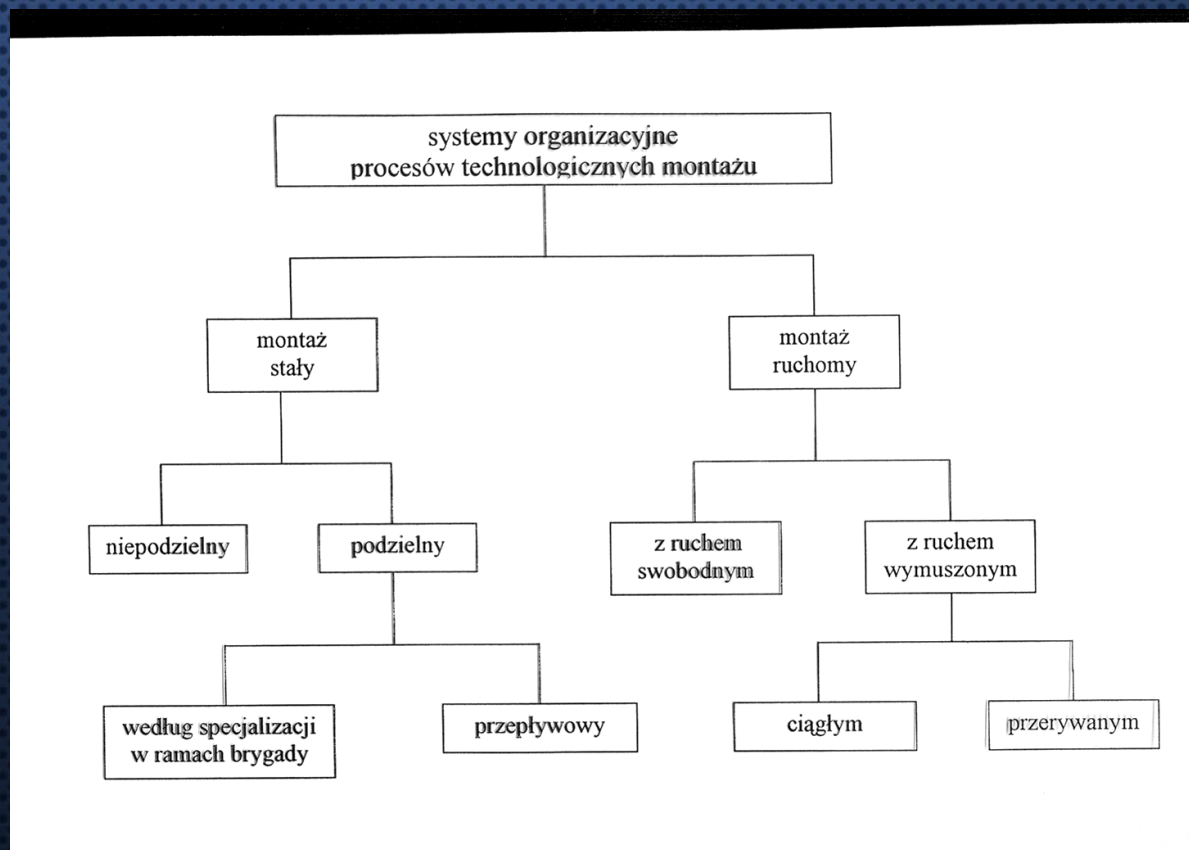 systemy organizacyjne
procesów technologicznych montażu
montaż
stały
montaż
ruchomy
niepodzielny
podzielny
z ruchem
swobodnym
z ruchem
wymuszonym
według specjalizacji
w ramach brygady
przepływowy
ciągłym
przerywanym